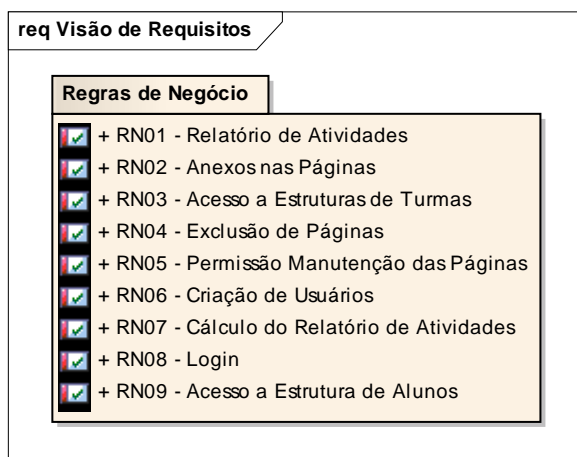 req Visão de Requisitos
Regras de Negócio
+ RN01 - Relatório de Atividades
+ RN02 - Anexos nas Páginas
+ RN03 - Acesso a Estruturas de Turmas
+ RN04 - Exclusão de Páginas
+ RN05 - Permissão Manutenção das Páginas
+ RN06 - Criação de Usuários
+ RN07 - Cálculo do Relatório de Atividades
+ RN08 - Login
+ RN09 - Acesso a Estrutura de Alunos